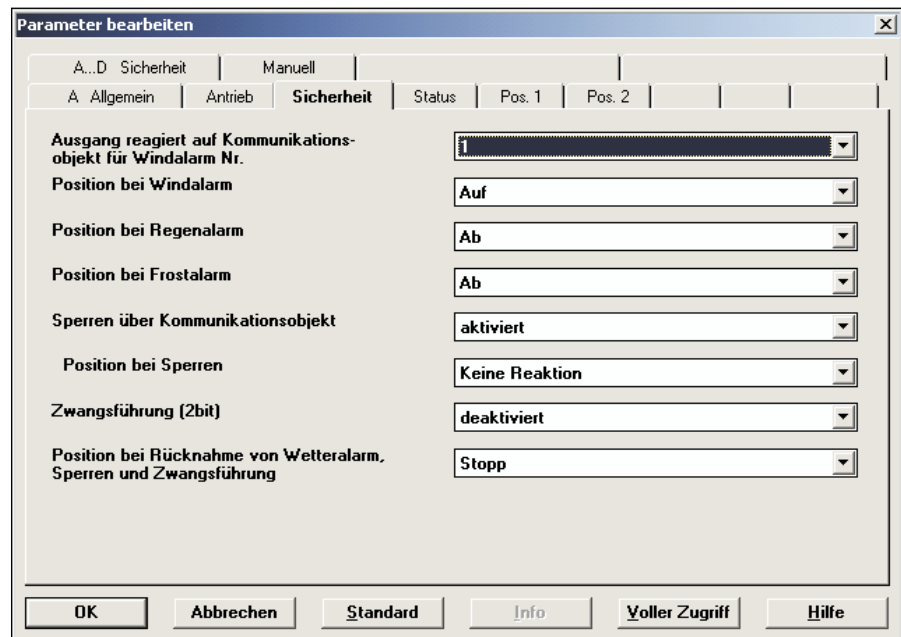 Parameter bearbeiten
A...D Sicherheit Manuell
A Allgemein Antrieb Sicherheit Status Pos. 1 Pos. 2
Ausgang reagiert auf Kommunikations-
objekt für Windalarm Nr.
1
Position bei Windalarm
Auf
Position bei Regenalarm
Ab
Position bei Frostalarm
Ab
Sperren über Kommunikationsobjekt
aktiviert
Position bei Sperren
Keine Reaktion
Zwangsführung (2bit)
deaktiviert
Position bei Rücknahme von Wetteralarm,
Sperren und Zwangsführung
Stopp
OK Abbrechen Standard Info Voller Zugriff Hilfe